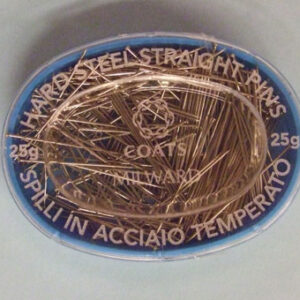 HARD STEEL STRAIGHT PINS
25g
25g
COATS
MILWARD
SPILLI IN ACCIAIO TEMPERATO